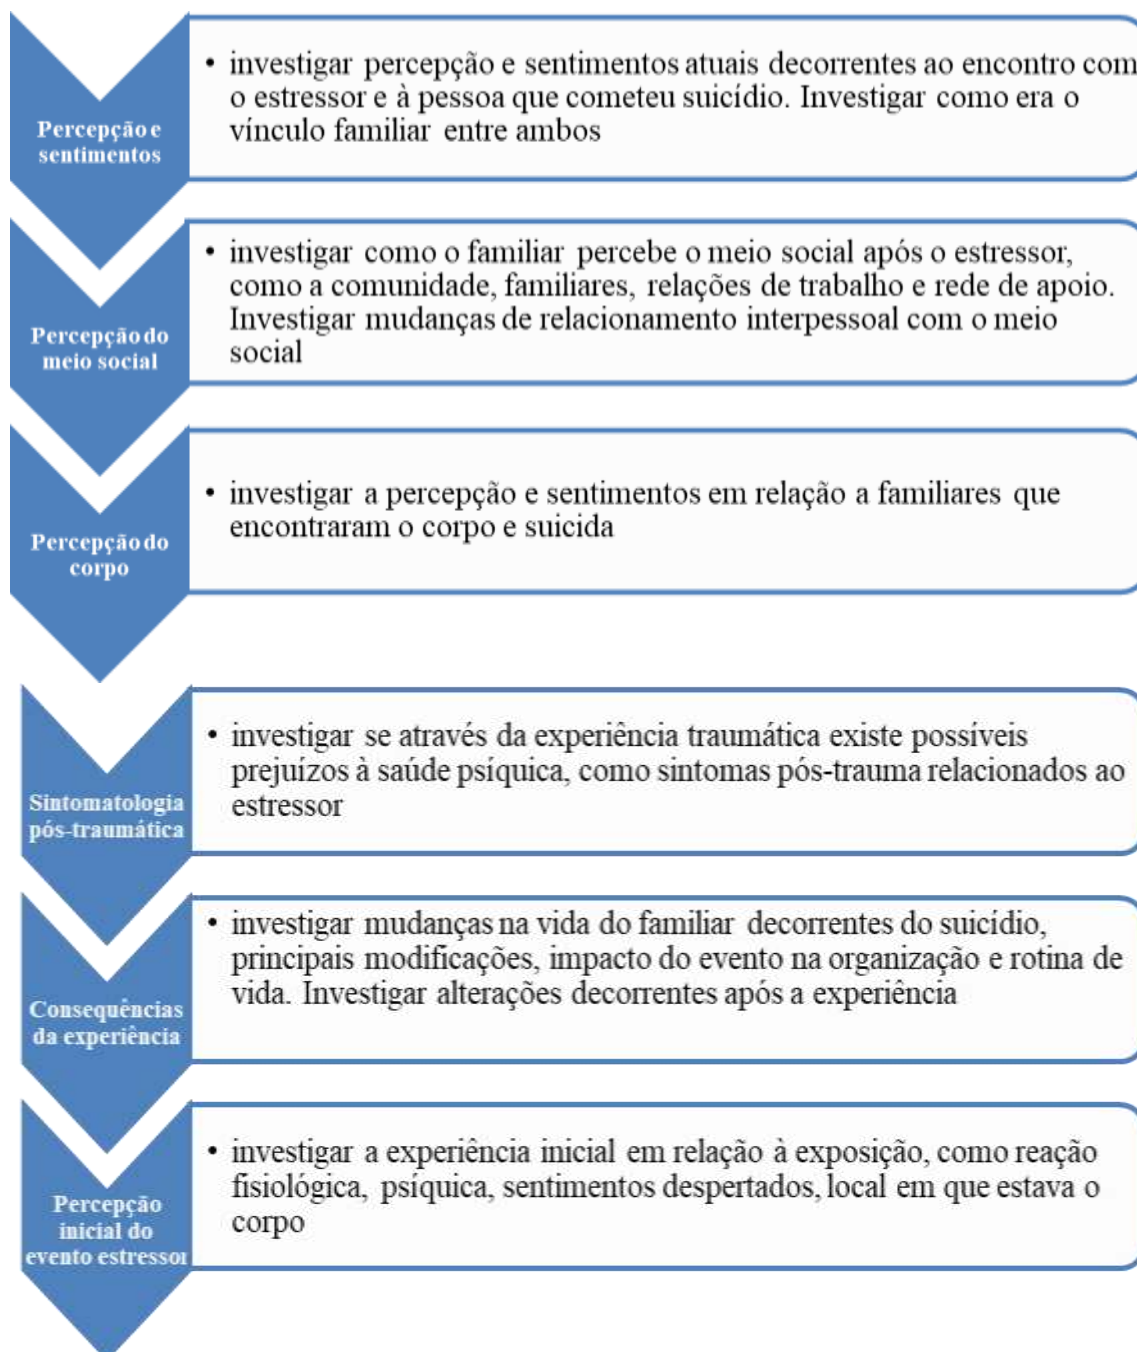 Percepção e
sentimentos
• investigar percepção e sentimentos atuais decorrentes ao encontro com
o estressor e à pessoa que cometeu suicídio. Investigar como era o
vínculo familiar entre ambos
Percepção do
meio social
• investigar como o familiar percebe o meio social após o estressor,
como a comunidade, familiares, relações de trabalho e rede de apoio.
Investigar mudanças de relacionamento interpessoal com o meio
social
Percepção do
corpo
• investigar a percepção e sentimentos em relação a familiares que
encontraram o corpo e suicida
Sintomatologia
pós-traumática
• investigar se através da experiência traumática existe possíveis
prejuízos à saúde psíquica, como sintomas pós-trauma relacionados ao
estressor
Consequências
da experiência
• investigar mudanças na vida do familiar decorrentes do suicídio,
principais modificações, impacto do evento na organização e rotina de
vida. Investigar alterações decorrentes após a experiência
Percepção
inicial do
evento estressor
• investigar a experiência inicial em relação à exposição, como reação
fisiológica, psíquica, sentimentos despertados, local em que estava o
corpo